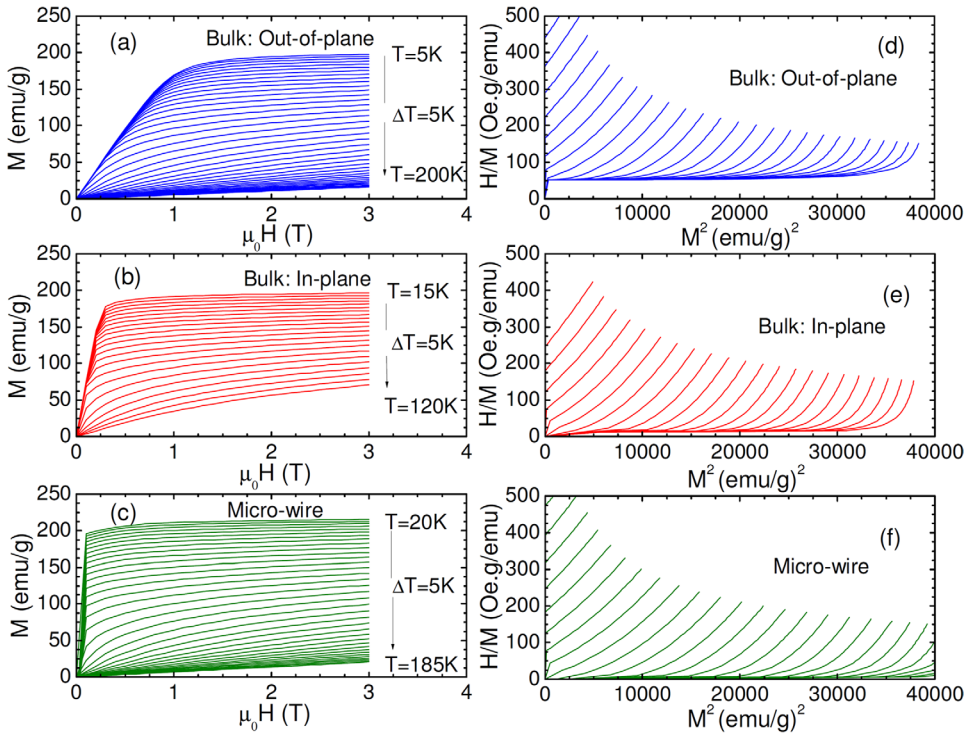 (a) Bulk: Out-of-plane
T=5K
ΔT=5K
T=200K
M (emu/g)
250
200
150
100
50
0
0 1 2 3 4
μ0H (T)
(d)
Bulk: Out-of-plane
H/M (Oe.g/emu)
500
400
300
200
100
0
0 10000 20000 30000 40000
M² (emu/g)²
(b) Bulk: In-plane
T=15K
ΔT=5K
T=120K
M (emu/g)
250
200
150
100
50
0
0 1 2 3 4
μ0H (T)
(e)
Bulk: In-plane
H/M (Oe.g/emu)
500
400
300
200
100
0
0 10000 20000 30000 40000
M² (emu/g)²
(c) Micro-wire
T=20K
ΔT=5K
T=185K
M (emu/g)
250
200
150
100
50
0
0 1 2 3 4
μ0H (T)
(f)
Micro-wire
H/M (Oe.g/emu)
500
400
300
200
100
0
0 10000 20000 30000 40000
M² (emu/g)²